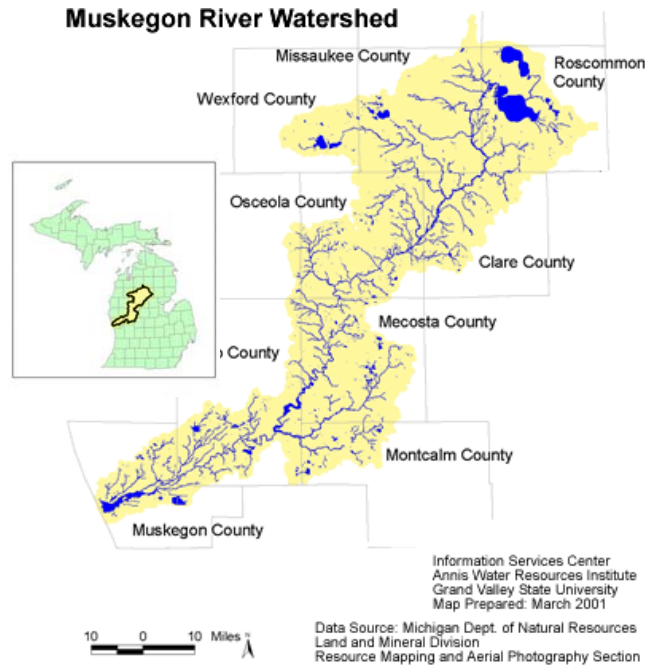 Muskegon River Watershed
Missaukee County
Roscommon
County
Wexford County
Osceola County
Clare County
Mecosta County
o County
Montcalm County
Muskegon County
Information Services Center
Annis Water Resources Institute
Grand Valley State University
Map Prepared: March 2001
10 0 10 Miles N
Data Source: Michigan Dept. of Natural Resources
Land and Mineral Division
Resource Mapping and Aerial Photography Section